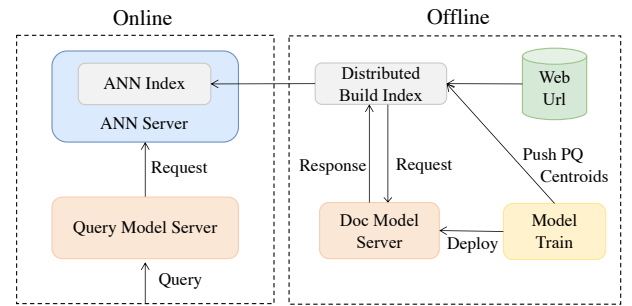 Online
Offline
ANN Index
ANN Server
Distributed
Build Index
Web
Url
Request
Response
Request
Push PQ
Centroids
Query Model Server
Doc Model
Server
Deploy
Model
Train
Query